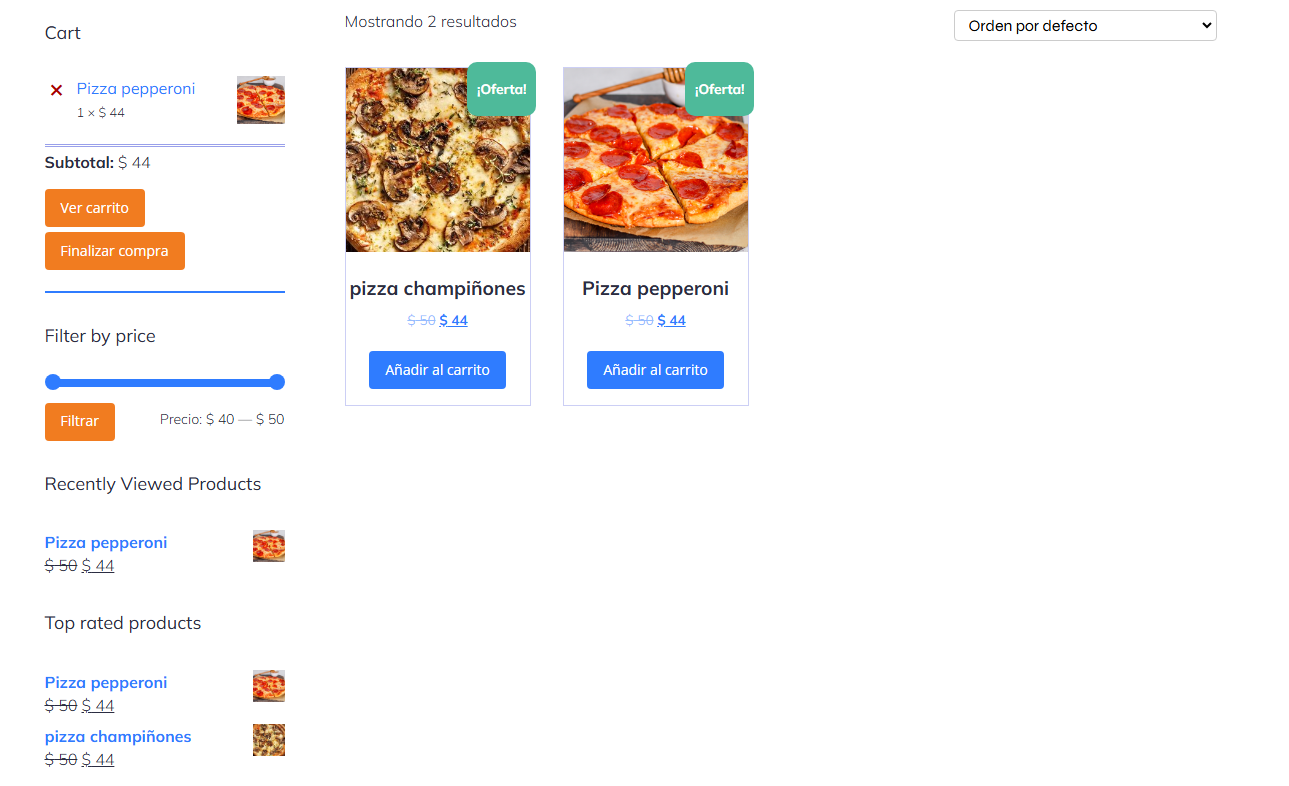 Cart
× Pizza pepperoni
1 × $ 44
Subtotal: $ 44
Ver carrito
Finalizar compra
Filter by price
Filtrar
Precio: $ 40 — $ 50
Recently Viewed Products
Pizza pepperoni
$ 50 $ 44
Top rated products
Pizza pepperoni
$ 50 $ 44
pizza champiñones
$ 50 $ 44
Mostrando 2 resultados
Orden por defecto
¡Oferta!
pizza champiñones
$ 50 $ 44
Añadir al carrito
¡Oferta!
Pizza pepperoni
$ 50 $ 44
Añadir al carrito